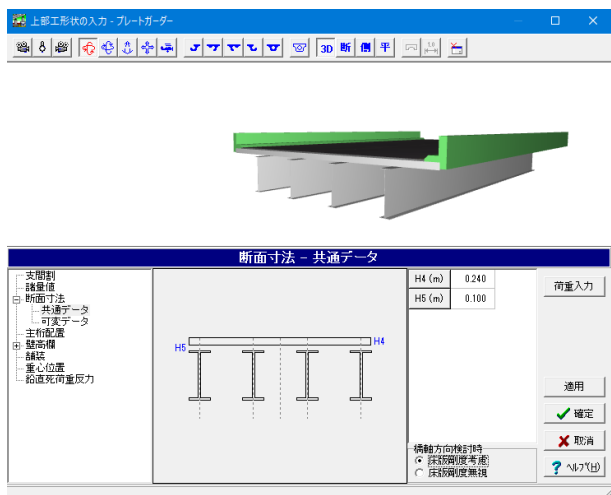 上部工形状の入力 - プレートガーダー
3D 断 側 平 1.0
断面寸法 − 共通データ
支間割
諸量値
断面寸法
共通データ
可変データ
主桁配置
壁高欄
舗装
重心位置
鉛直死荷重反力
H5
H4
H4 (m) 0.240
H5 (m) 0.100
橋軸方向検討時
床版剛度考慮
床版剛度無視
荷重入力
適用
確定
取消
? ヘルプ(H)